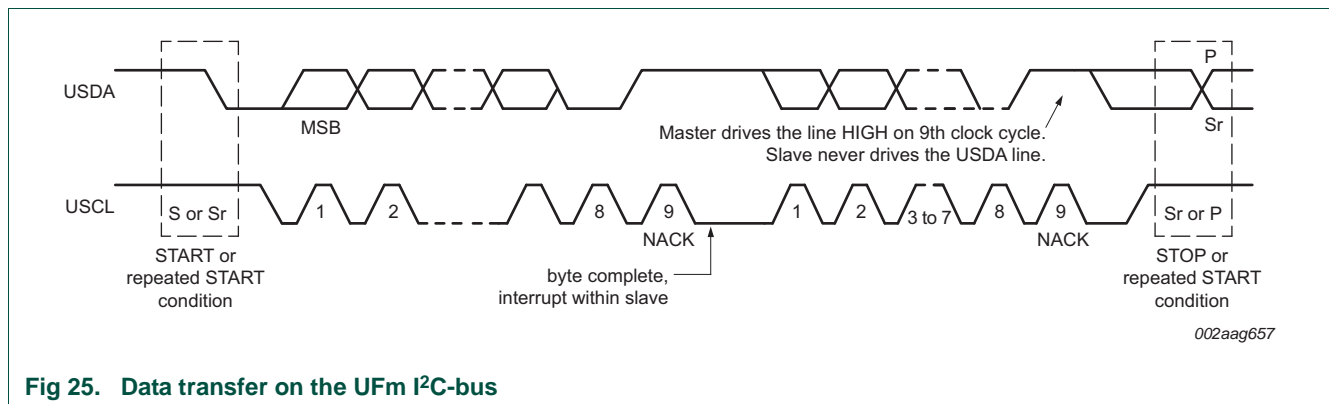 USDA
MSB
P
Sr
Master drives the line HIGH on 9th clock cycle.
Slave never drives the USDA line.
USCL
S or Sr
1
2
8
9
NACK
1
2
3 to 7
8
9
NACK
Sr or P
START or
repeated START
condition
byte complete,
interrupt within slave
STOP or
repeated START
condition
002aag657
Fig 25. Data transfer on the UFm I²C-bus